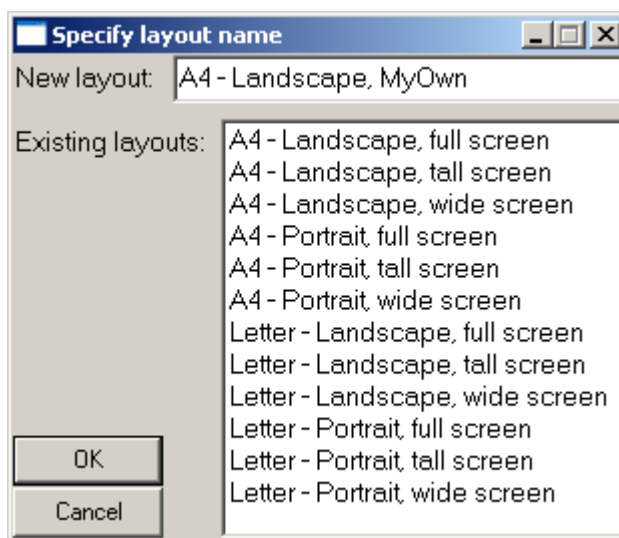 Specify layout name
New layout: A4 - Landscape, MyOwn
Existing layouts:
A4 - Landscape, full screen
A4 - Landscape, tall screen
A4 - Landscape, wide screen
A4 - Portrait, full screen
A4 - Portrait, tall screen
A4 - Portrait, wide screen
Letter - Landscape, full screen
Letter - Landscape, tall screen
Letter - Landscape, wide screen
Letter - Portrait, full screen
Letter - Portrait, tall screen
Letter - Portrait, wide screen
OK
Cancel